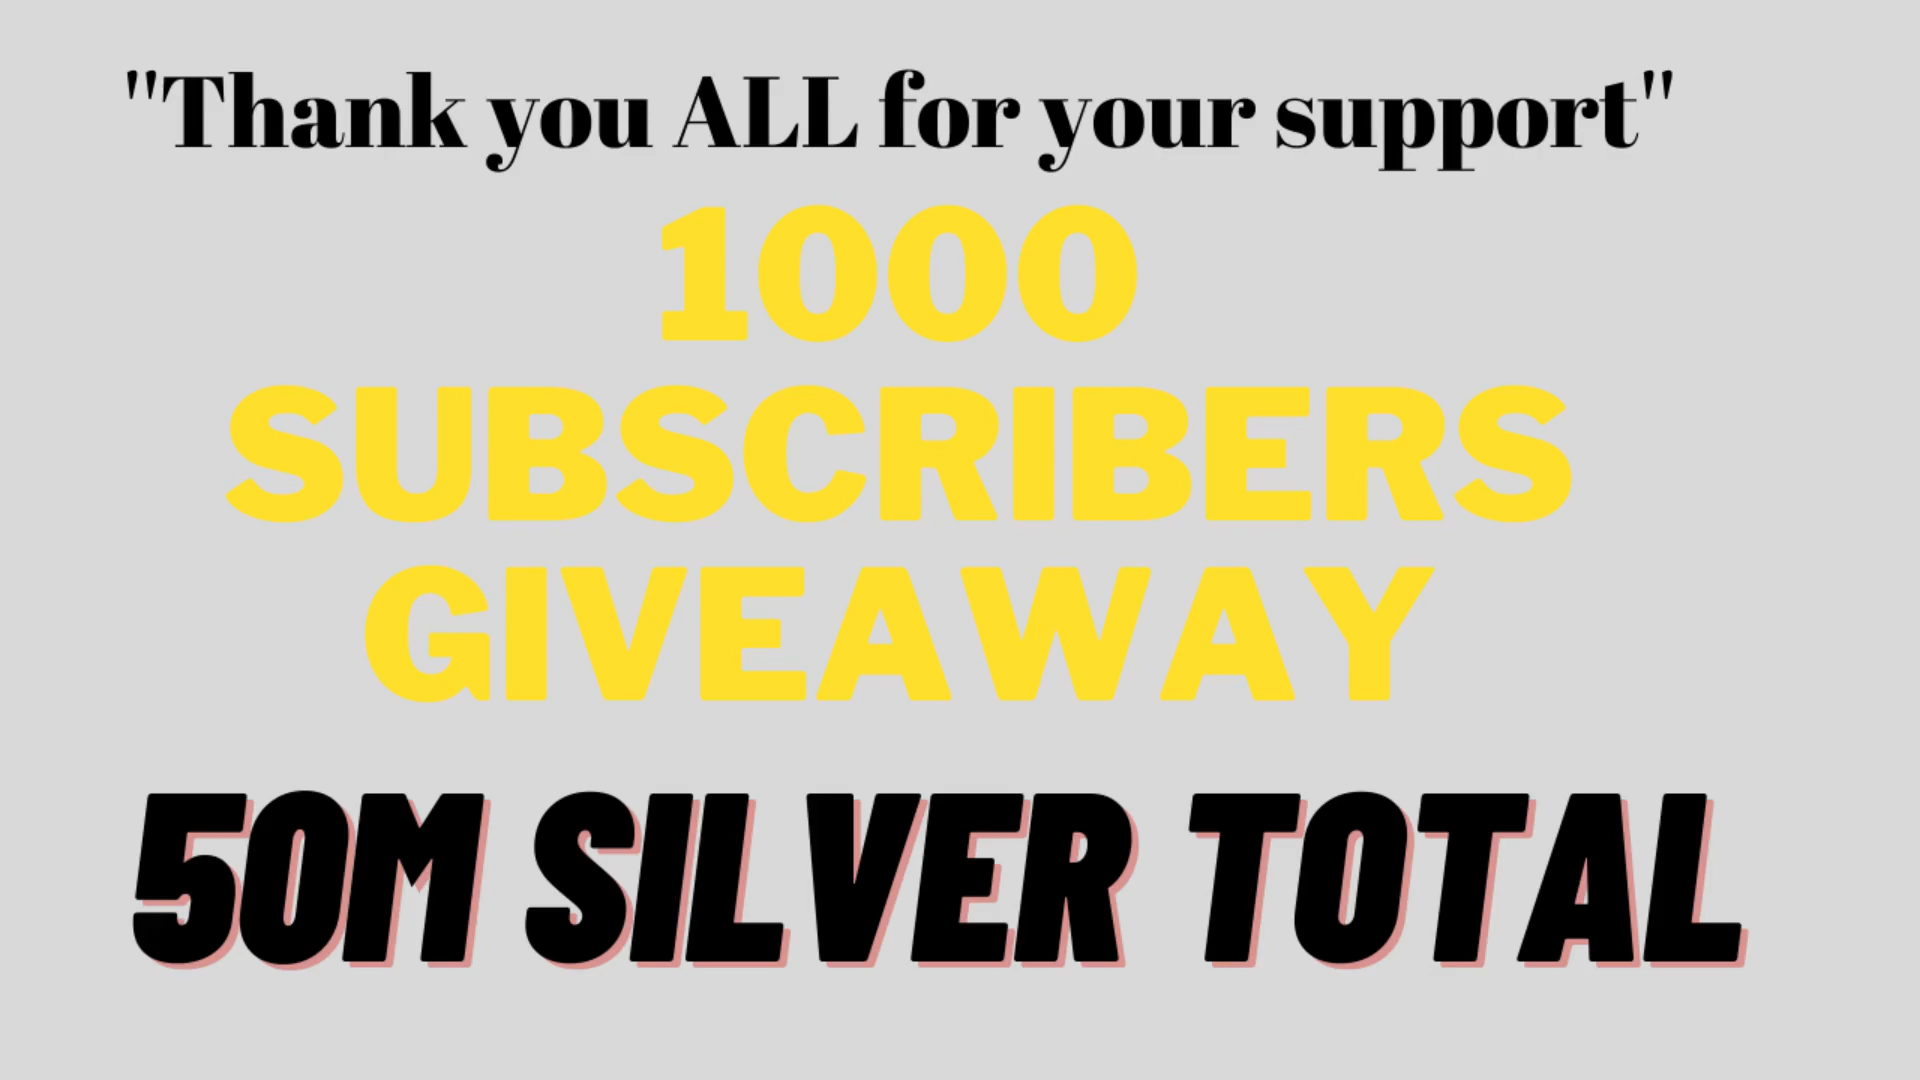 "Thank you ALL for your support"
1000
SUBSCRIBERS
GIVEAWAY
50M SILVER TOTAL